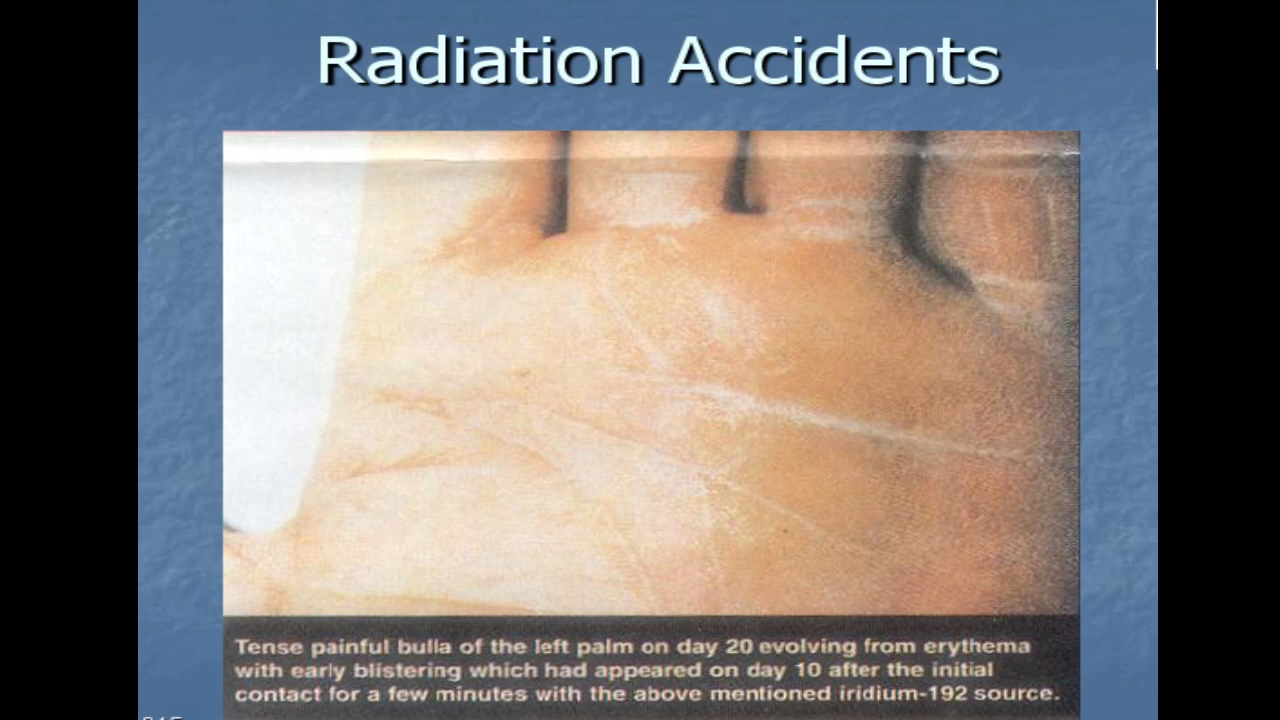 Radiation Accidents
Tense painful bulla of the left palm on day 20 evolving from erythema
with early blistering which had appeared on day 10 after the initial
contact for a few minutes with the above mentioned iridium-192 source.